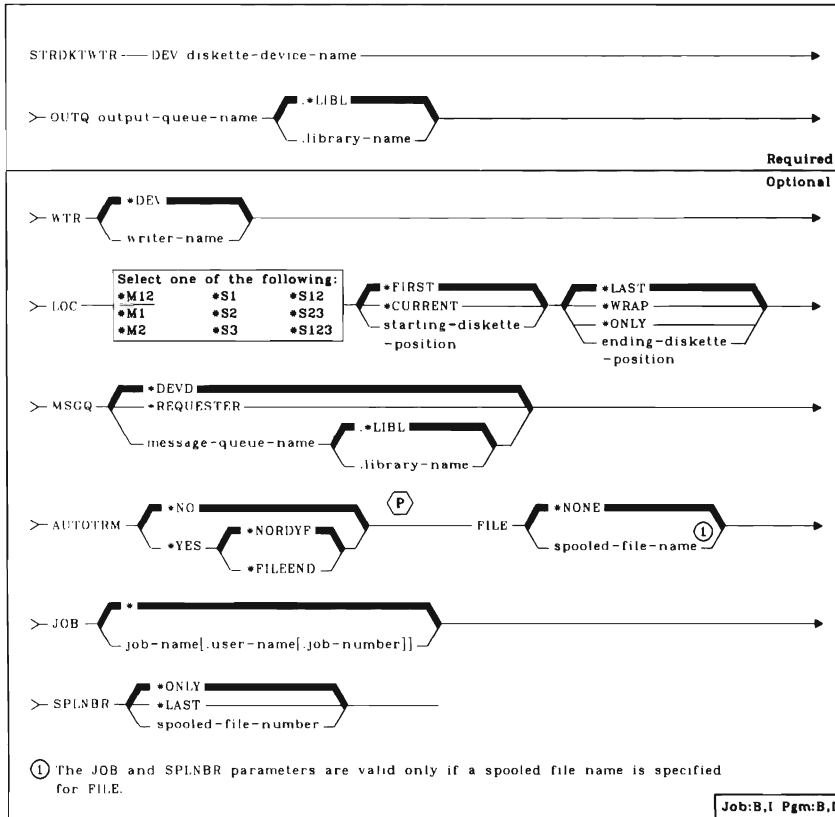 STRDKTWTR DEV diskette-device-name
OUTQ output-queue-name .*LIBL
.library-name
Required
Optional
WTR *DEV
writer-name
LOC Select one of the following: *FIRST *LAST
*M12 *S1 *S12 *CURRENT *WRAP
*M1 *S2 *S23 starting-diskette *ONLY
*M2 *S3 *S123 -position ending-diskette
-position
MSGQ *DEVD
*REQUESTER
message-queue-name .*LIBL
.library-name
AUTOTRM *NO P FILE *NONE
*YES *NORDYF spooled-file-name 1
*FILEEND
JOB *
job-name[.user-name[.job-number]]
SPLNBR *ONLY
*LAST
spooled-file-number
1 The JOB and SPLNBR parameters are valid only if a spooled file name is specified
for FILE.
Job:B,I Pgm:B,I